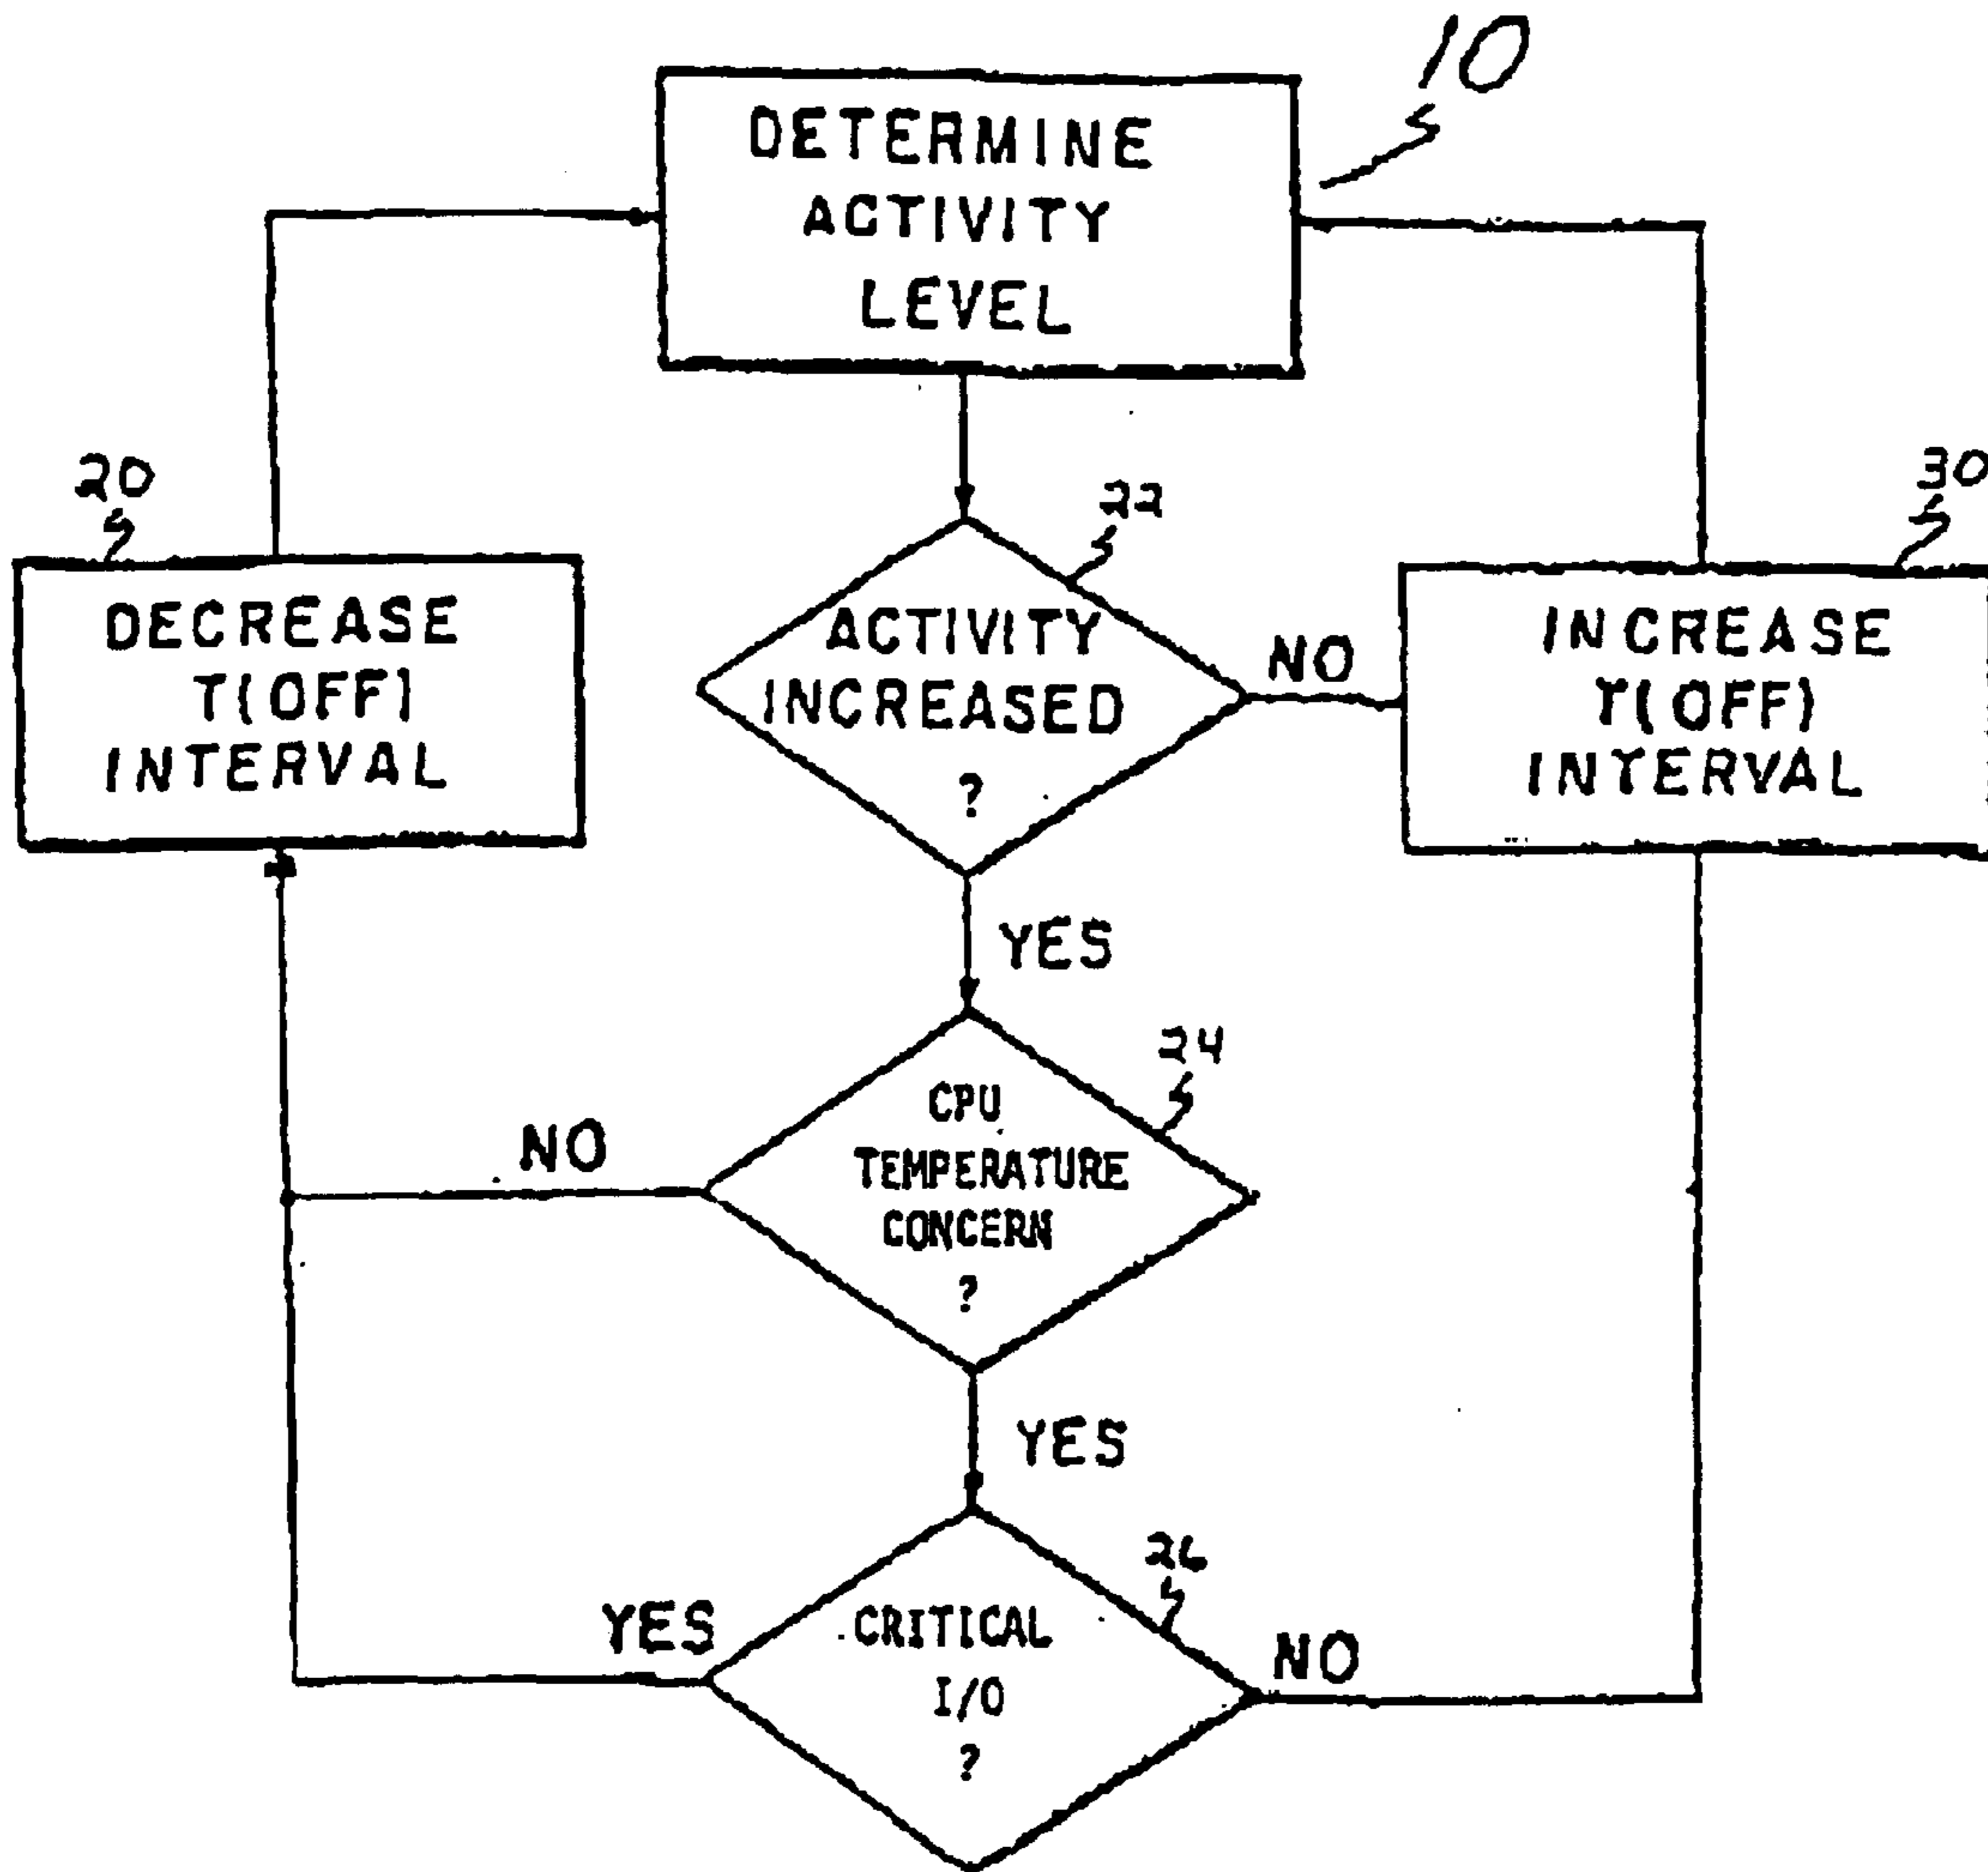 10
DETERMINE
ACTIVITY
LEVEL
20
22
30
DECREASE
T(OFF)
INTERVAL
ACTIVITY
INCREASED
?
NO
INCREASE
T(OFF)
INTERVAL
YES
24
CPU
TEMPERATURE
CONCERN
?
NO
YES
26
CRITICAL
I/O
?
YES
NO